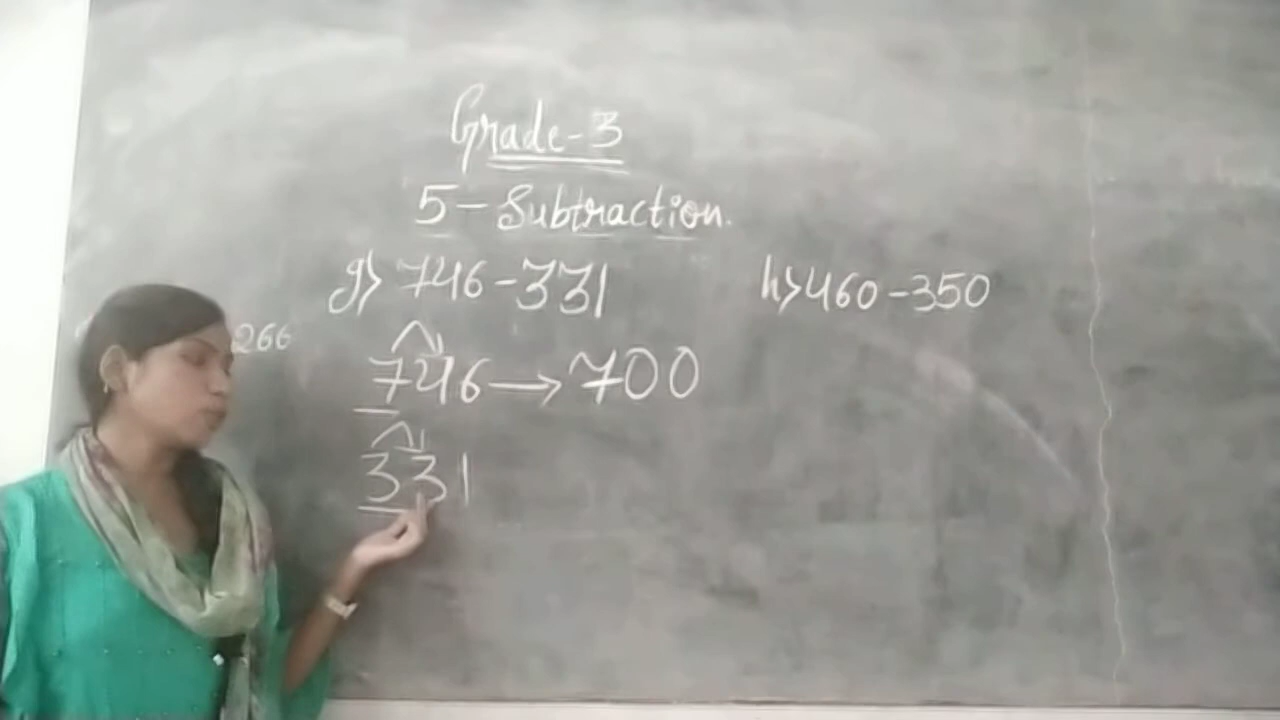 Grade-3
5-Subtraction.
g> 746-331
h> 460-350
266
746→700
331